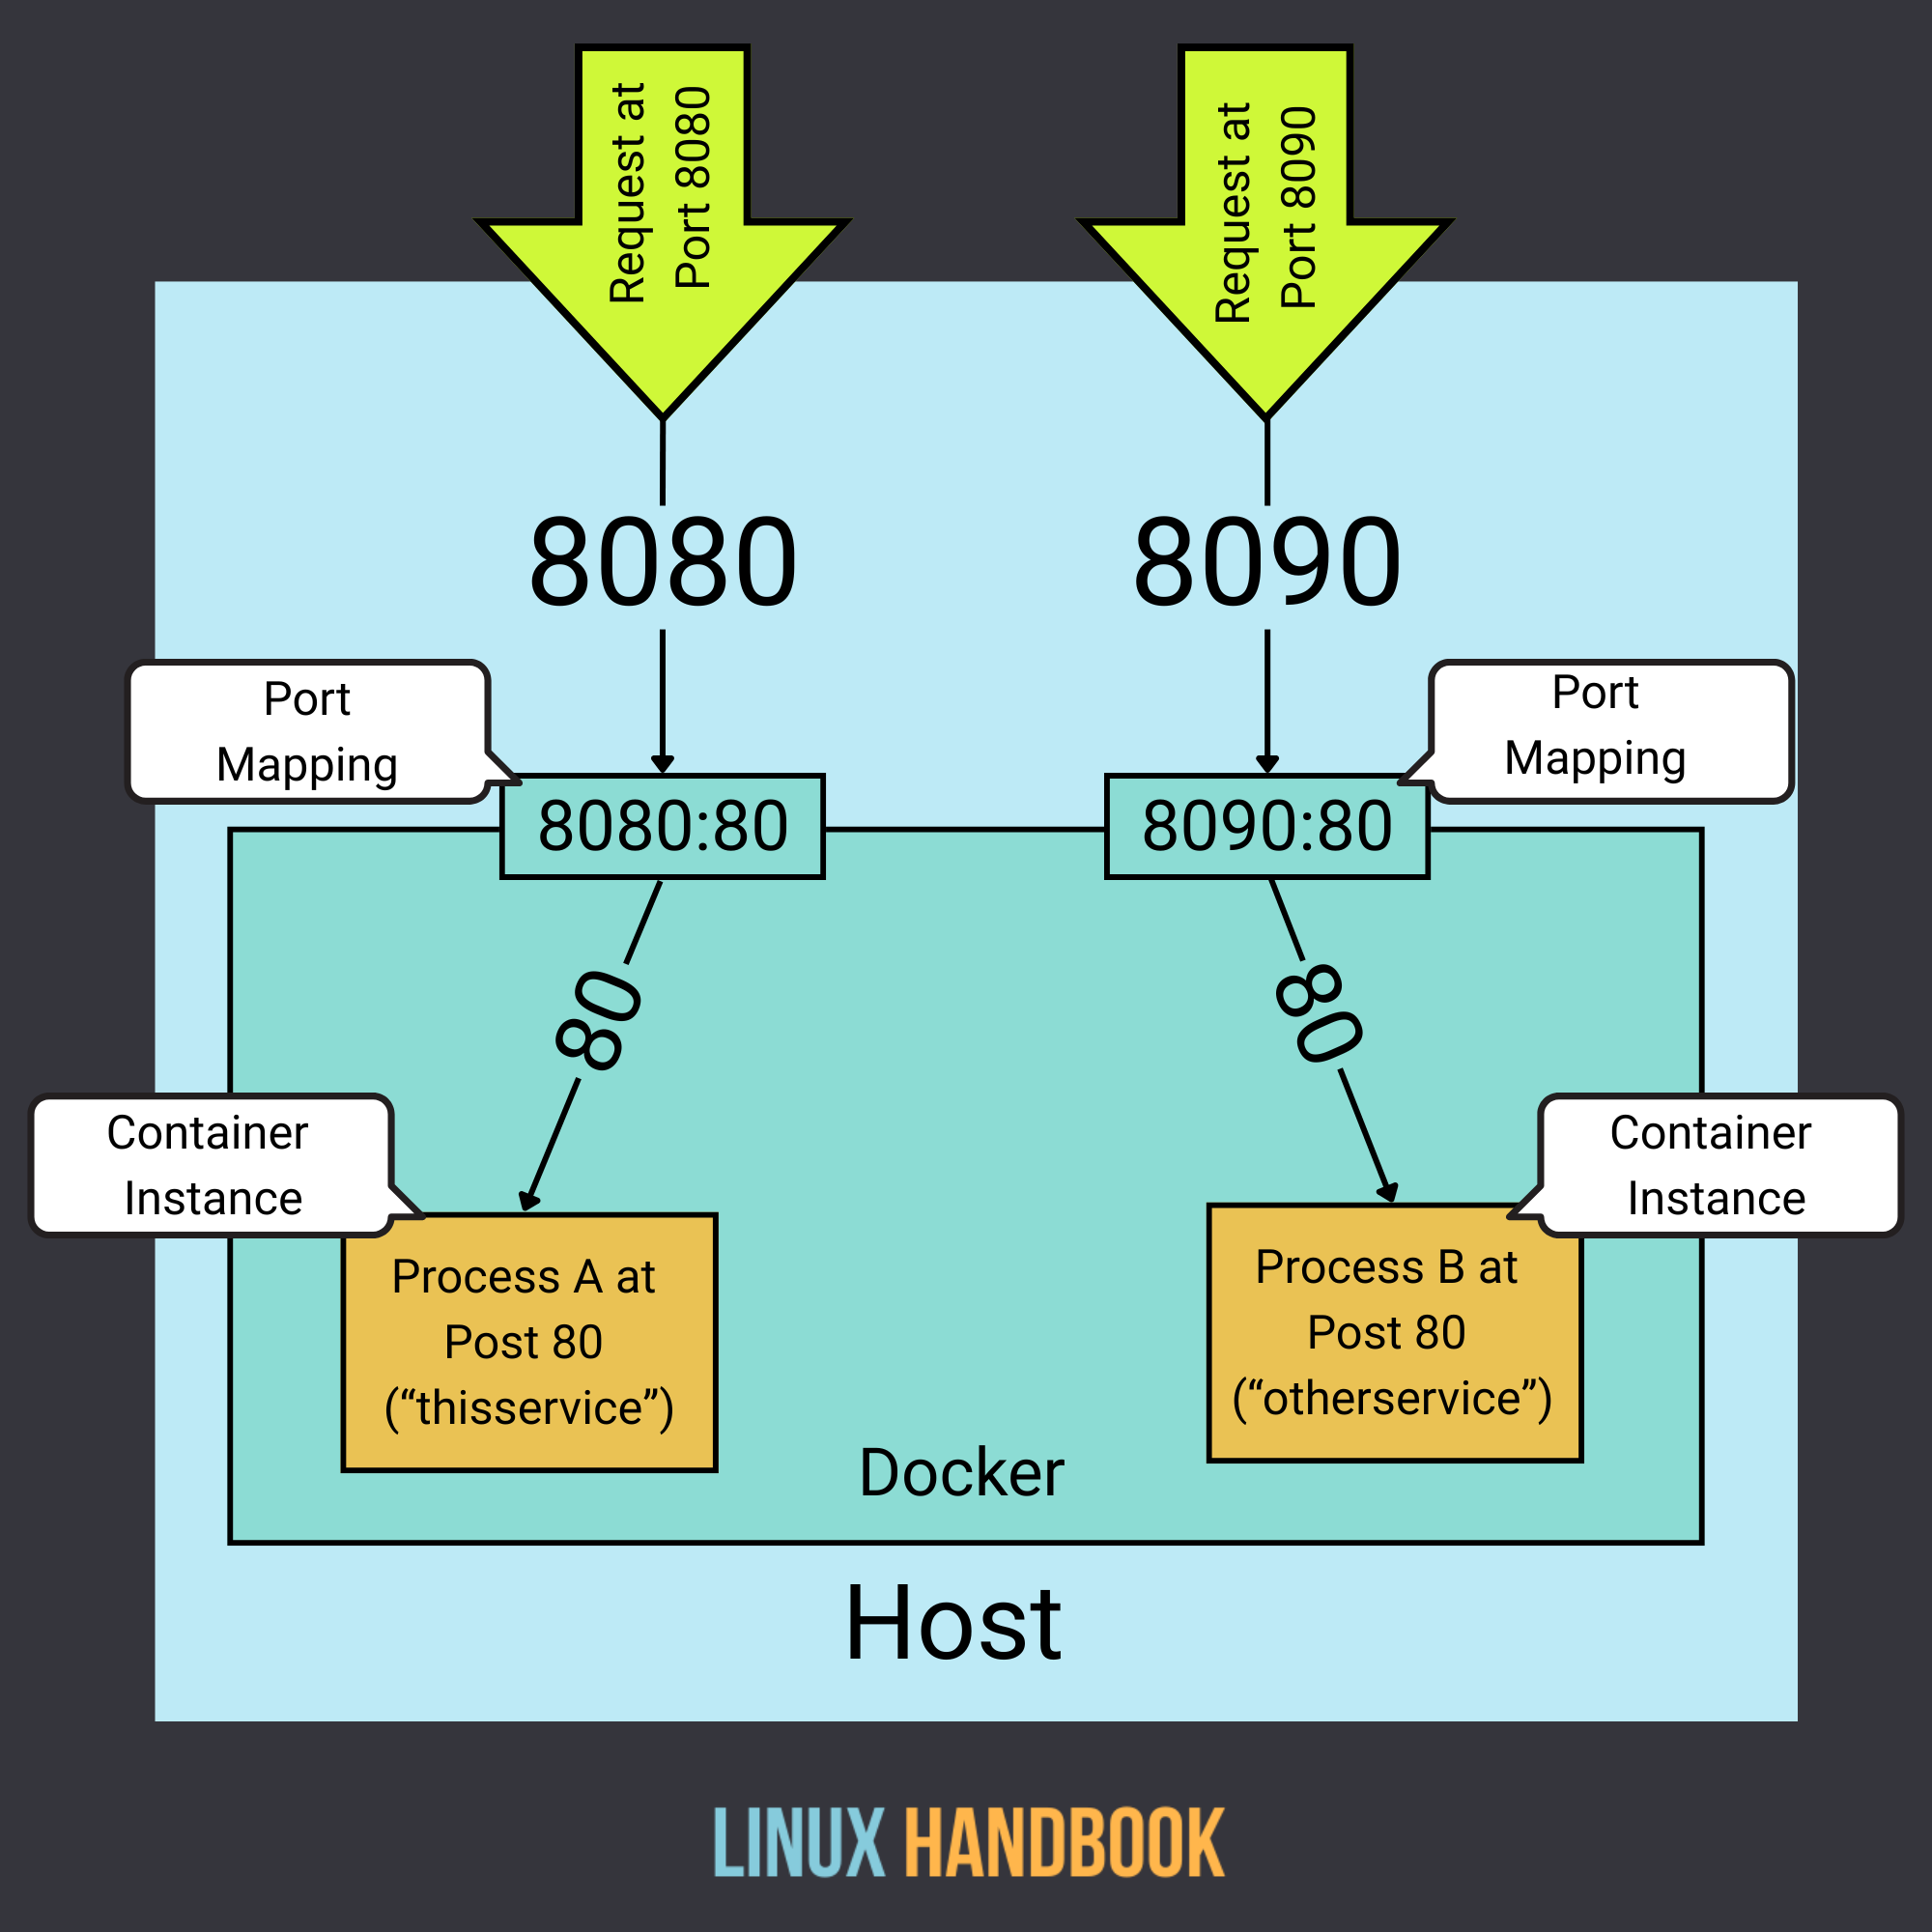 Request at
Port 8080
Request at
Port 8090
8080
8090
Port
Mapping
Port
Mapping
8080:80
8090:80
80
80
Container
Instance
Container
Instance
Process A at
Post 80
(“thisservice”)
Process B at
Post 80
(“otherservice”)
Docker
Host
LINUX HANDBOOK